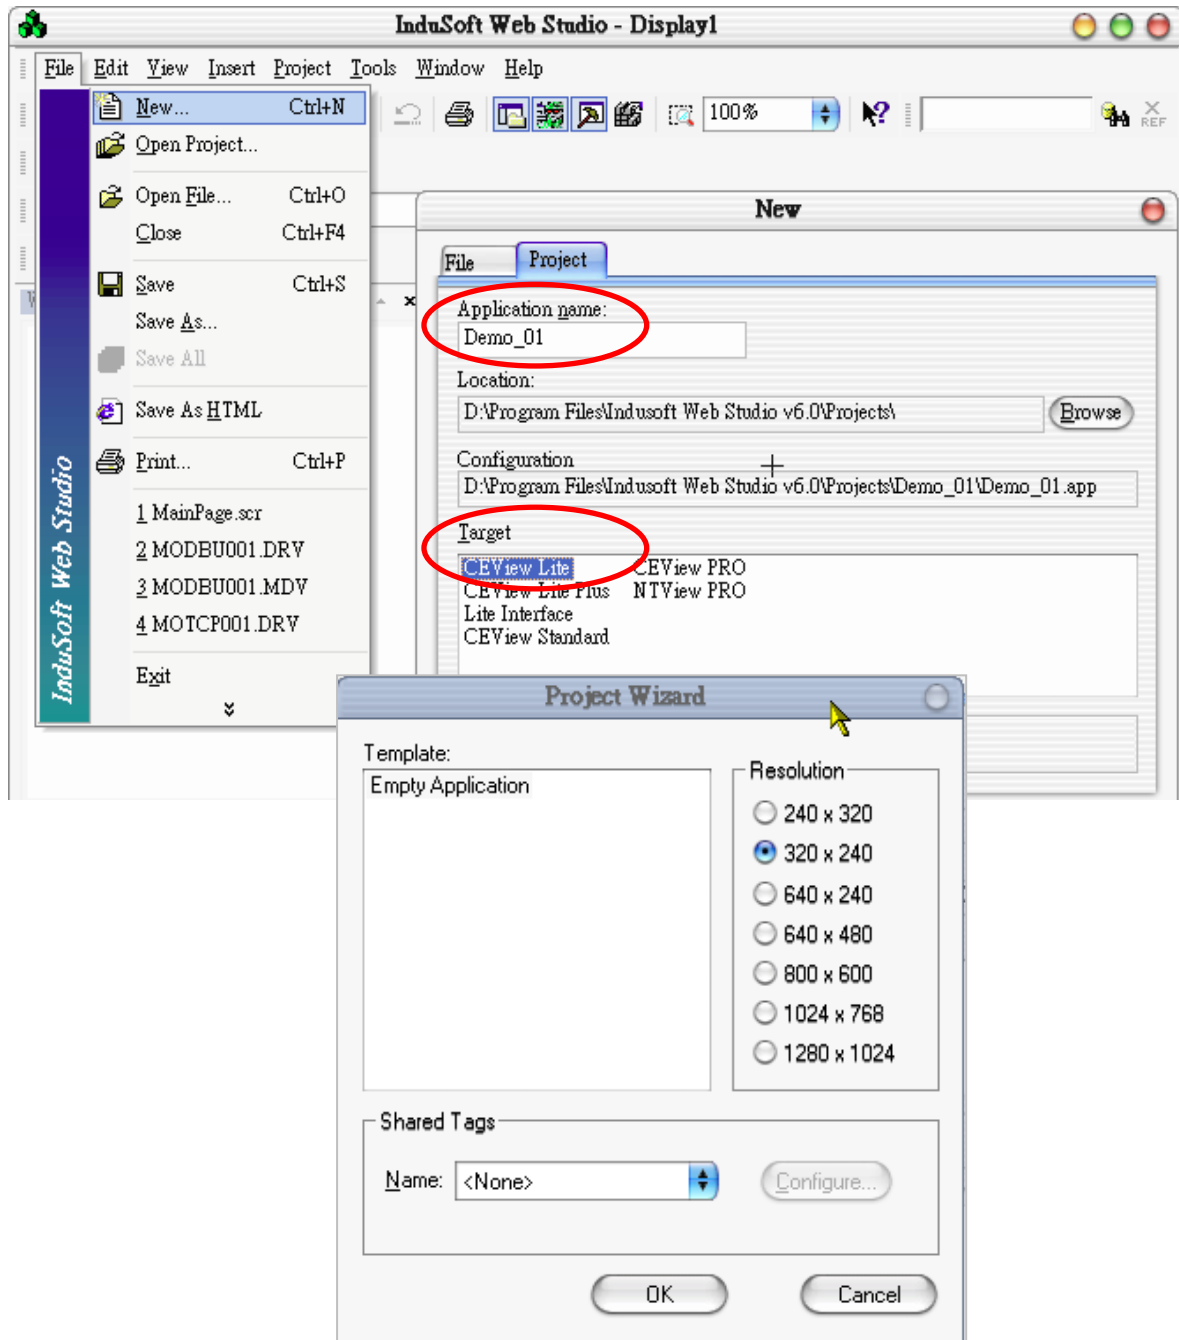 InduSoft Web Studio - Display1
File Edit View Insert Project Tools Window Help
100%
REF
New... Ctrl+N
Open Project...
Open File... Ctrl+O
Close Ctrl+F4
Save Ctrl+S
Save As...
Save All
Save As HTML
Print... Ctrl+P
1 MainPage.scr
2 MODBU001.DRV
3 MODBU001.MDV
4 MOTCP001.DRV
Exit
InduSoft Web Studio
New
File Project
Application name:
Demo_01
Location:
D:\Program Files\Indusoft Web Studio v6.0\Projects\
Browse
Configuration
D:\Program Files\Indusoft Web Studio v6.0\Projects\Demo_01\Demo_01.app
Target
CEView Lite CEView PRO
CEView Lite Plus NTView PRO
Lite Interface
CEView Standard
Project Wizard
Template:
Empty Application
Resolution
240 x 320
320 x 240
640 x 240
640 x 480
800 x 600
1024 x 768
1280 x 1024
Shared Tags
Name: <None> Configure...
OK Cancel